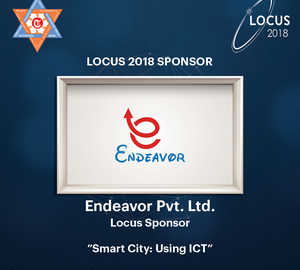 LOCUS
2018
LOCUS 2018 SPONSOR
ENDEAVOR
Endeavor Pvt. Ltd.
Locus Sponsor
"Smart City: Using ICT"